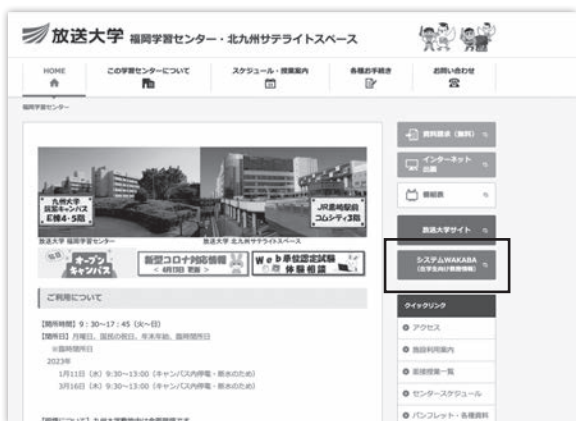 放送大学 福岡学習センター・北九州サテライトスペース
HOME
この学習センターについて
スケジュール・授業案内
各種お手続き
お問い合わせ
福岡学習センター
九州大学
筑紫キャンパス
E棟4・5階
JR黒崎駅前
コムシティ3階
放送大学 福岡学習センター
放送大学 北九州サテライトスペース
オープン
キャンパス
新型コロナ対応情報
Web単位認定試験
体験相談
ご利用について
【開所時間】9:30~17:45(火~日)
【閉所日】月曜日、国民の祝日、年末年始、臨時閉所日
※臨時閉所日
2023年
1月11日(水)9:30~13:00(キャンパス内停電・断水のため)
3月16日(木)9:30~13:00(キャンパス内停電・断水のため)
資料請求(無料)
インターネット
出願
番組表
放送大学サイト
システムWAKABA
(在学生向け教務情報)
クイックリンク
アクセス
施設利用案内
面接授業一覧
センタースケジュール
パンフレット・各種資料